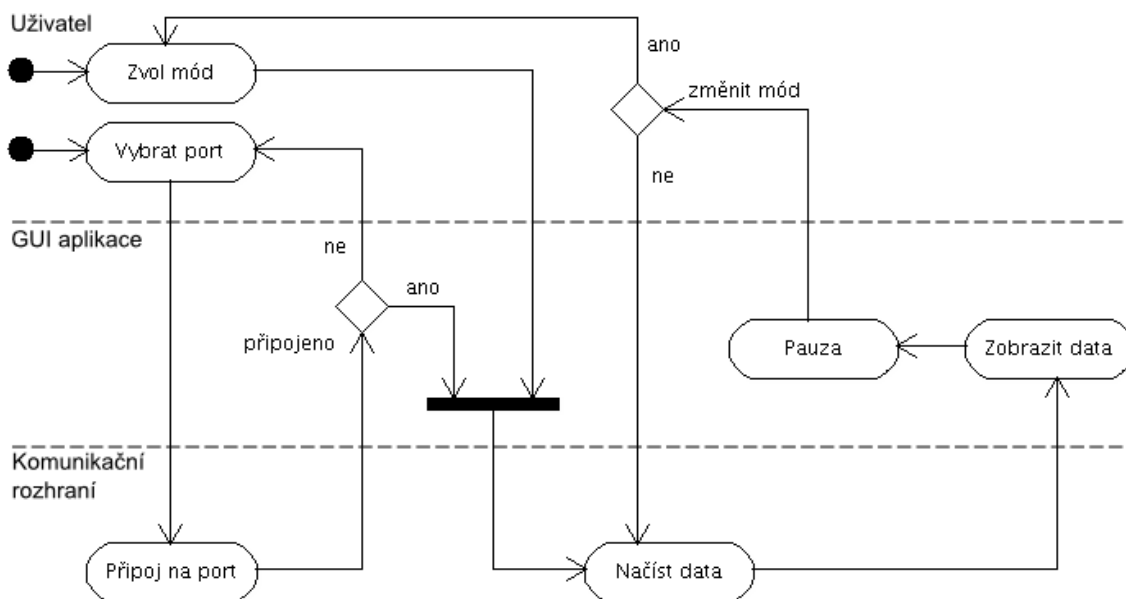 Uživatel
ano
Zvol mód
změnit mód
Vybrat port
ne
GUI aplikace
ne
ano
připojeno
Pauza
Zobrazit data
Komunikační
rozhraní
Připoj na port
Načíst data